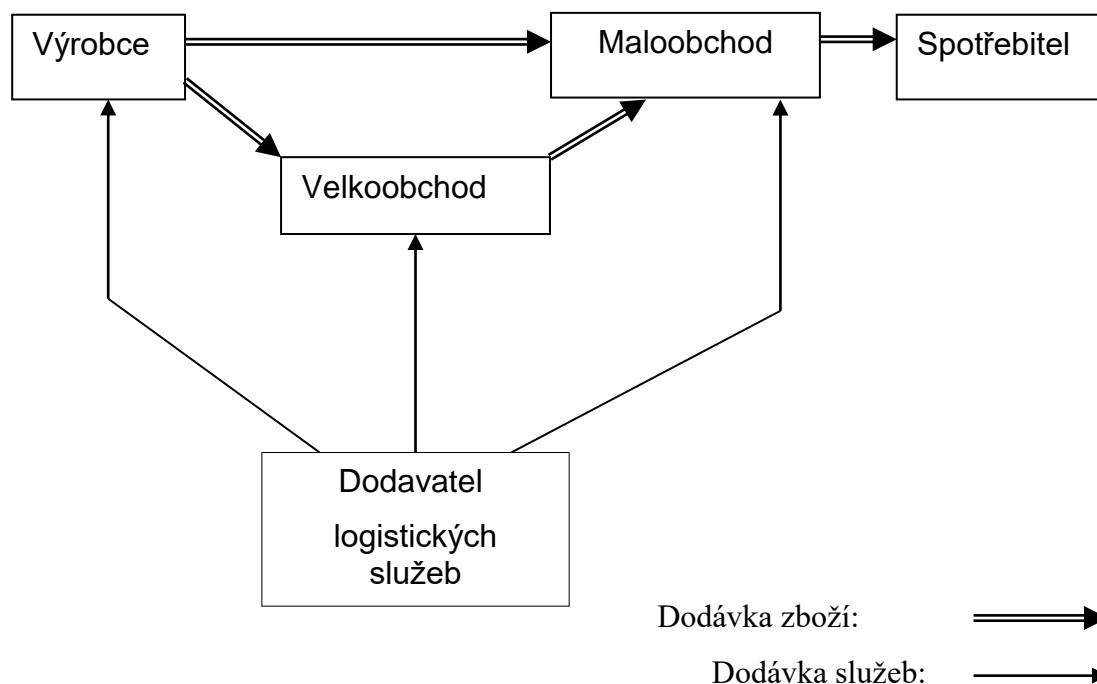 Výrobce
Maloobchod
Spotřebitel
Velkoobchod
Dodavatel
logistických
služeb
Dodávka zboží:
Dodávka služeb: